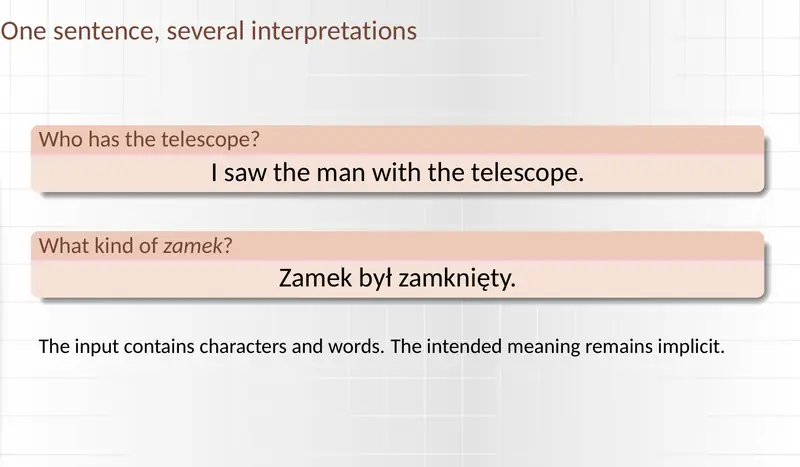 One sentence, several interpretations
Who has the telescope?
I saw the man with the telescope.
What kind of zamek?
Zamek był zamknięty.
The input contains characters and words. The intended meaning remains implicit.